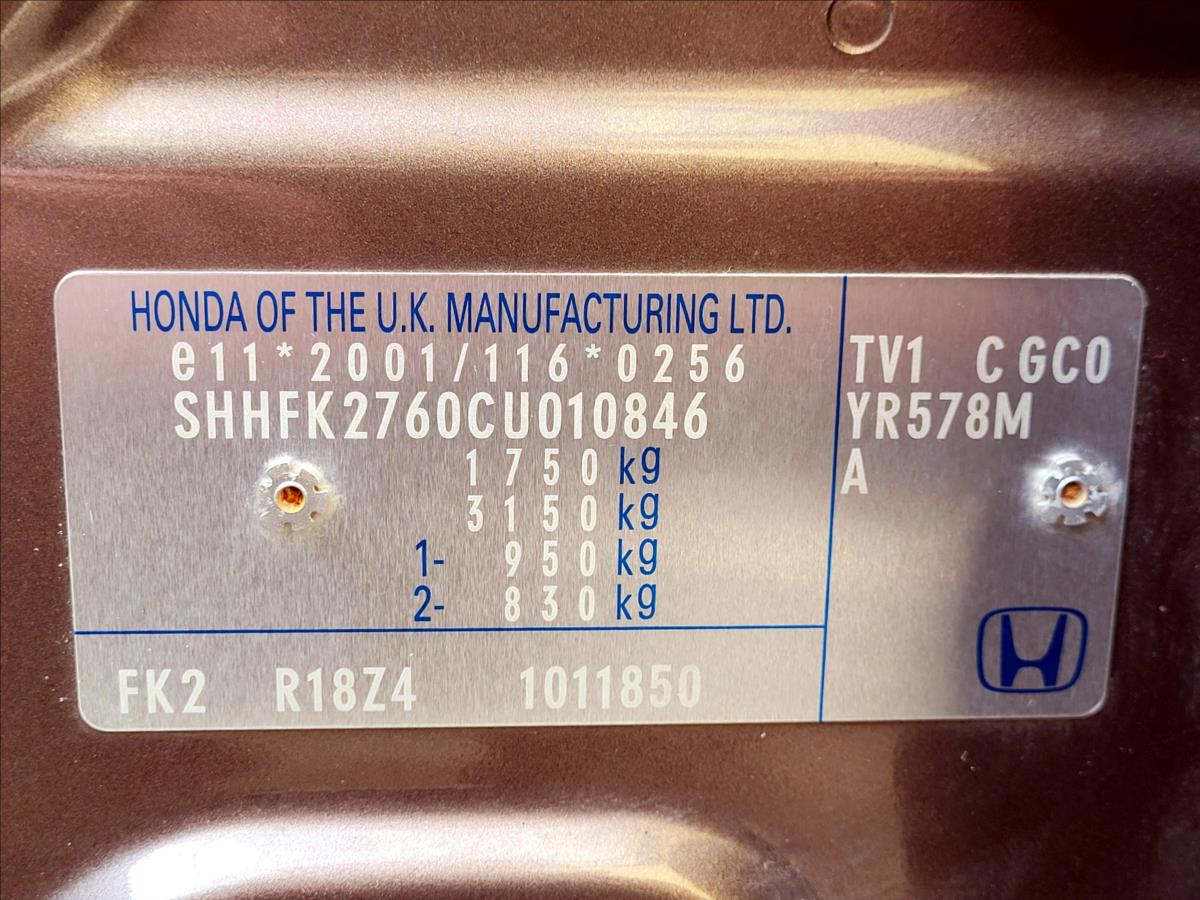 HONDA OF THE U.K. MANUFACTURING LTD.
e11*2001/116*0256
SHHFK2760CU010846
1750 kg
3150 kg
1- 950 kg
2- 830 kg
FK2 R18Z4 1011850
TV1 C GC0
YR578M
A